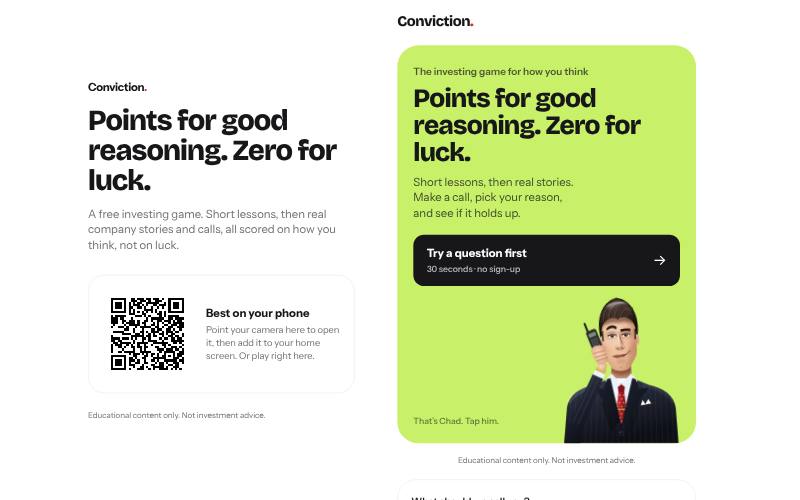 Conviction.
Points for good
reasoning. Zero for
luck.
A free investing game. Short lessons, then real
company stories and calls, all scored on how you
think, not on luck.
Best on your phone
Point your camera here to open
it, then add it to your home
screen. Or play right here.
Educational content only. Not investment advice.
Conviction.
The investing game for how you think
Points for good
reasoning. Zero for
luck.
Short lessons, then real stories.
Make a call, pick your reason,
and see if it holds up.
Try a question first
30 seconds · no sign-up
That's Chad. Tap him.
Educational content only. Not investment advice.